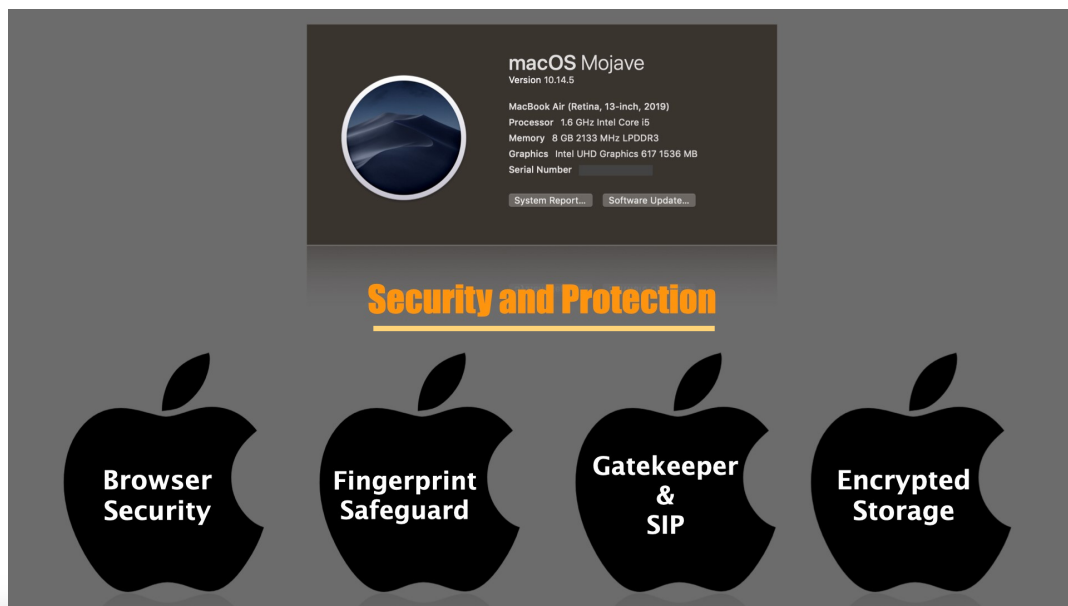 macOS Mojave
Version 10.14.5
MacBook Air (Retina, 13-inch, 2019)
Processor 1.6 GHz Intel Core i5
Memory 8 GB 2133 MHz LPDDR3
Graphics Intel UHD Graphics 617 1536 MB
Serial Number
System Report... Software Update...
Security and Protection
Browser
Security
Fingerprint
Safeguard
Gatekeeper
&
SIP
Encrypted
Storage